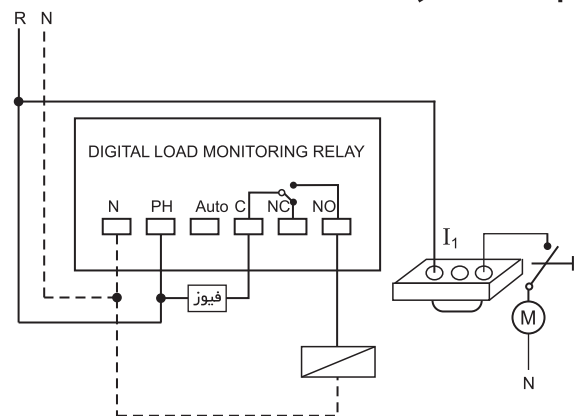 R N
DIGITAL LOAD MONITORING RELAY
N PH Auto C NC NO
I₁
فیوز
M
N